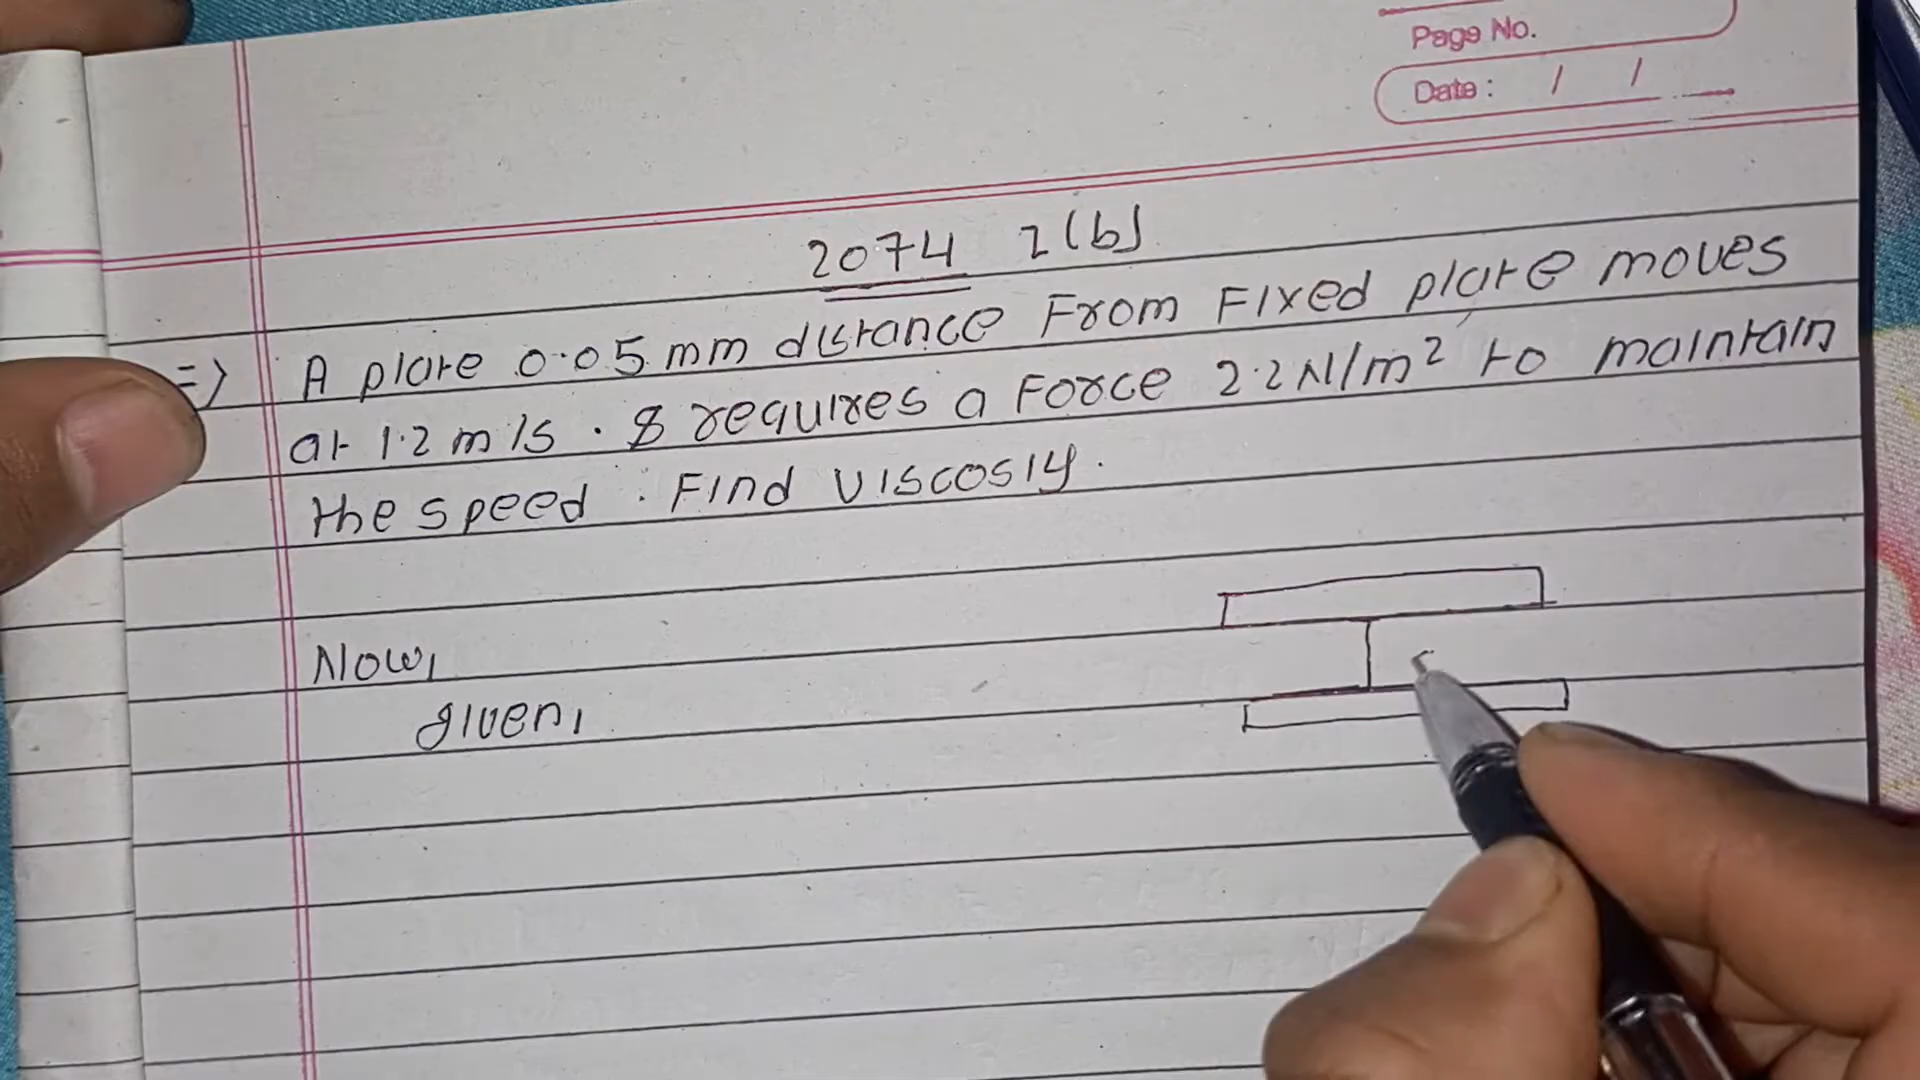 Page No.
Date : / /
2074 2(b)
=> A plate 0.05 mm distance From Fixed plate moves
at 1.2 m/s . & requires a Force 2.2 N/m² to maintain
the speed . Find viscosiy.
Now,
given,